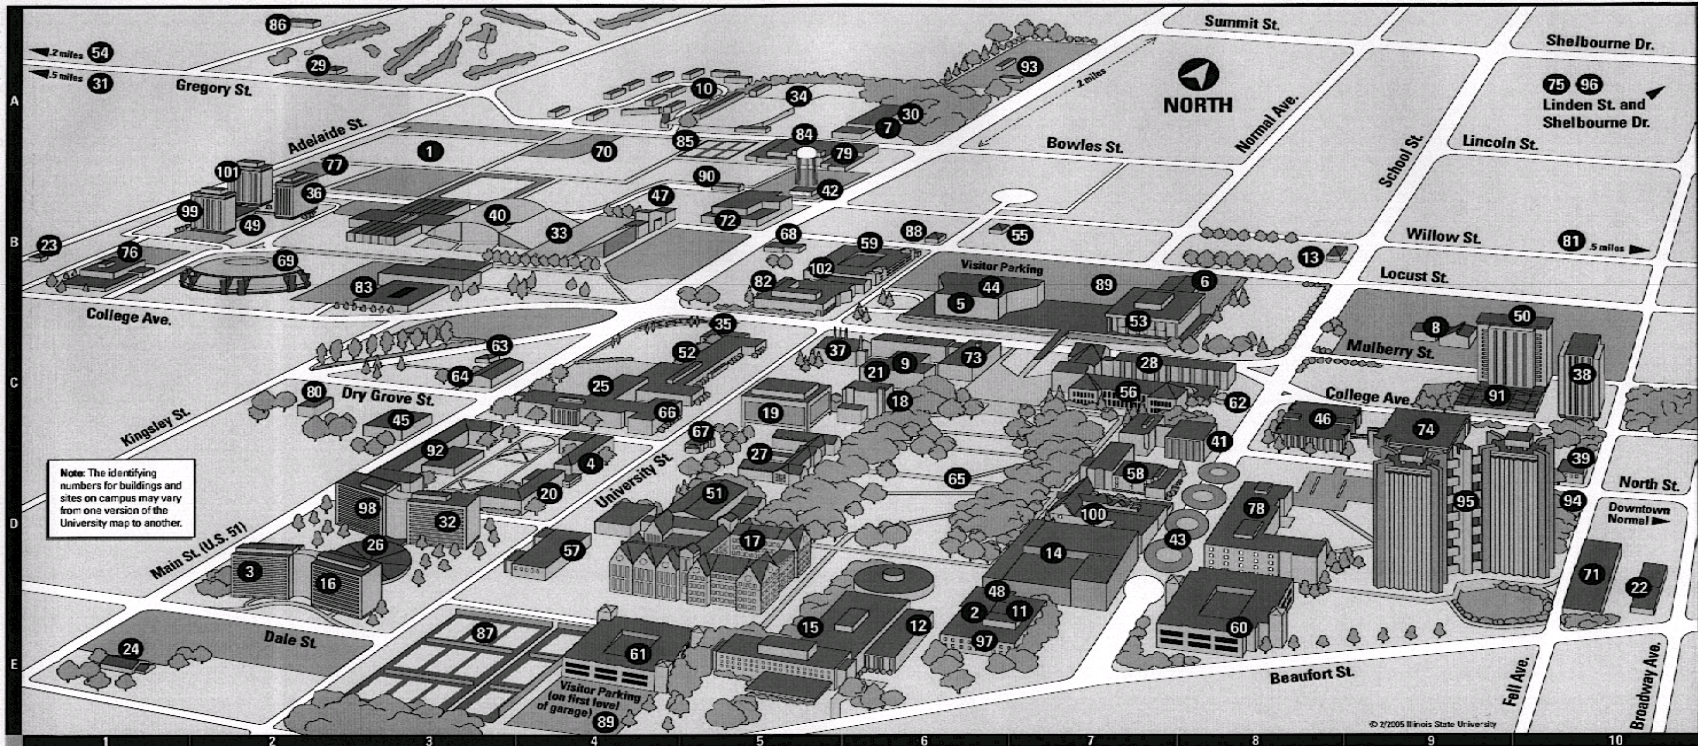 86
Summit St.
.2 miles 54
Shelbourne Dr.
29
93
.5 miles 31
Gregory St.
.2 miles
NORTH
75 96
Linden St. and
Shelbourne Dr.
A
10
34
30
7
Adelaide St.
Normal Ave.
School St.
Lincoln St.
85
84
79
Bowles St.
1
70
101
77
36
90
42
47
99
49
40
33
72
23
76
B
68
59
88
55
Willow St.
81 .5 miles
13
69
102
Visitor Parking
89
6
Locust St.
83
82
44
5
53
50
College Ave.
35
8
Mulberry St.
63
52
37
9
73
28
38
64
21
C
25
56
College Ave.
91
80
Dry Grove St.
66
19
18
62
Kingsley St.
45
67
41
46
74
92
27
39
4
58
65
North St.
Note: The identifying
numbers for buildings and
sites on campus may vary
from one version of the
University map to another.
University St.
20
51
95
94
98
32
100
78
Downtown
Normal
D
26
17
43
Main St. (U.S. 51)
57
14
3
16
71
22
48
2
11
15
12
60
87
Dale St.
97
24
61
E
Beaufort St.
Fell Ave.
Broadway Ave.
Visitor Parking
(on first level
of garage) 89
© 2/2005 Illinois State University
1 2 3 4 5 6 7 8 9 10